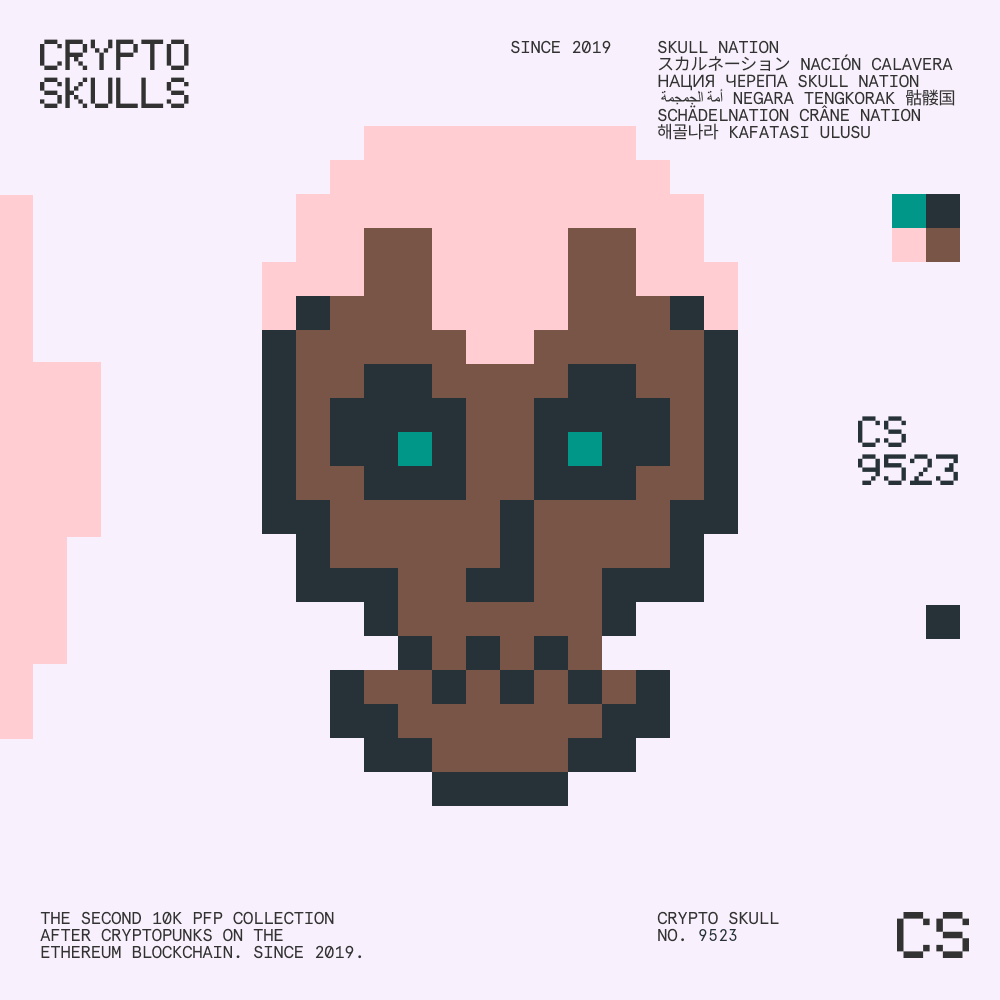 CRYPTO
SKULLS
SINCE 2019
SKULL NATION
スカルネーション NACIÓN CALAVERA
НАЦИЯ ЧЕРЕПА SKULL NATION
أمة الجمجمة NEGARA TENGKORAK 骷髅国
SCHÄDELNATION CRÂNE NATION
해골나라 KAFATASI ULUSU
CS
9523
THE SECOND 10K PFP COLLECTION
AFTER CRYPTOPUNKS ON THE
ETHEREUM BLOCKCHAIN. SINCE 2019.
CRYPTO SKULL
NO. 9523
CS